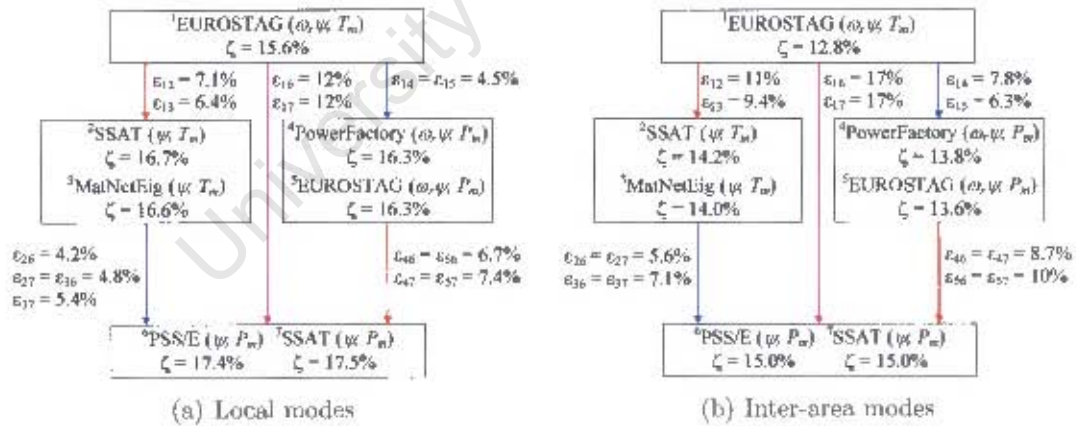 ¹EUROSTAG (ω, ψ, Tₘ)
ζ = 15.6%
ε₁₂ = 7.1%
ε₁₃ = 6.4%
ε₁₆ = 12%
ε₁₇ = 12%
ε₁₄ = ε₁₅ = 4.5%
²SSAT (ψ, Tₘ)
ζ = 16.7%
³MatNetEig (ψ, Tₘ)
ζ = 16.6%
⁴PowerFactory (ω, ψ, Pₘ)
ζ = 16.3%
⁵EUROSTAG (ω, ψ, Pₘ)
ζ = 16.3%
ε₂₆ = 4.2%
ε₂₇ = ε₃₆ = 4.8%
ε₃₇ = 5.4%
ε₄₆ = ε₅₆ = 6.7%
ε₄₇ = ε₅₇ = 7.4%
⁶PSS/E (ψ, Pₘ) ⁷SSAT (ψ, Pₘ)
ζ = 17.4% ζ = 17.5%
(a) Local modes
¹EUROSTAG (ω, ψ, Tₘ)
ζ = 12.8%
ε₁₂ = 11%
ε₁₃ = 9.4%
ε₁₆ = 17%
ε₁₇ = 17%
ε₁₄ = 7.8%
ε₁₅ = 6.3%
²SSAT (ψ, Tₘ)
ζ = 14.2%
³MatNetEig (ψ, Tₘ)
ζ = 14.0%
⁴PowerFactory (ω, ψ, Pₘ)
ζ = 13.8%
⁵EUROSTAG (ω, ψ, Pₘ)
ζ = 13.6%
ε₂₆ = ε₂₇ = 5.6%
ε₃₆ = ε₃₇ = 7.1%
ε₄₆ = ε₄₇ = 8.7%
ε₅₆ = ε₅₇ = 10%
⁶PSS/E (ψ, Pₘ) ⁷SSAT (ψ, Pₘ)
ζ = 15.0% ζ = 15.0%
(b) Inter-area modes
University